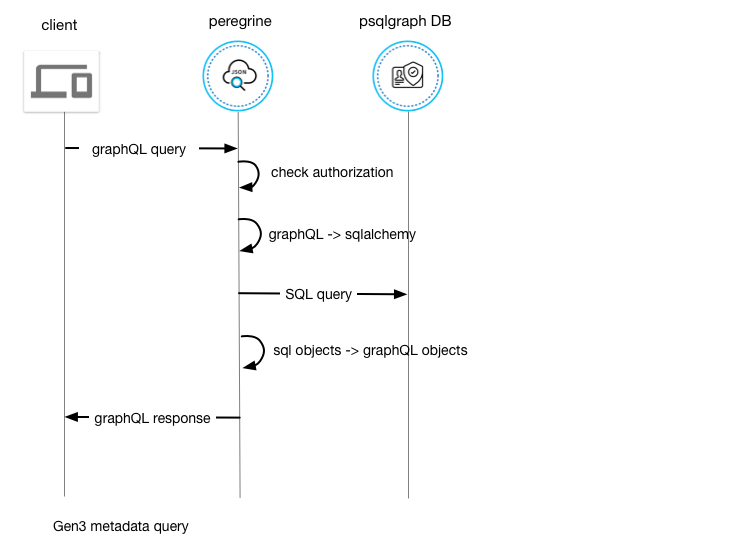 client
peregrine
psqlgraph DB
JSON
graphQL query
check authorization
graphQL -> sqlalchemy
SQL query
sql objects -> graphQL objects
graphQL response
Gen3 metadata query